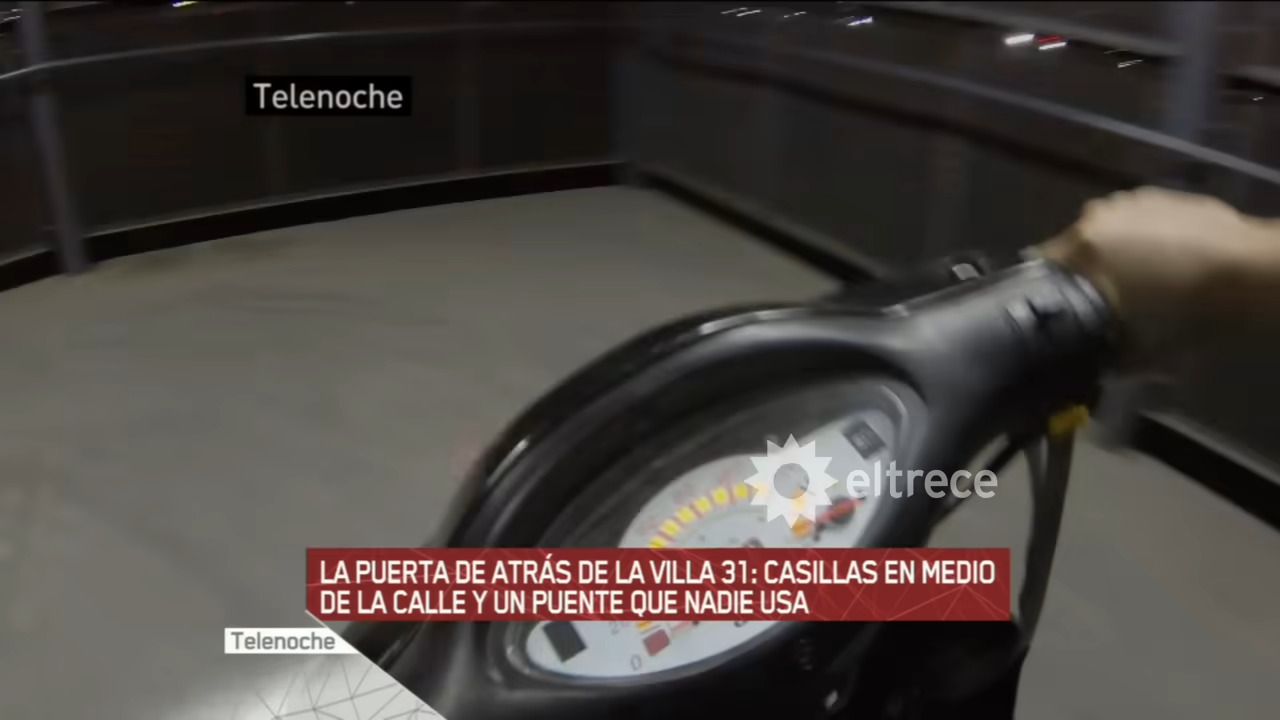 Telenoche
eltrece
LA PUERTA DE ATRÁS DE LA VILLA 31: CASILLAS EN MEDIO
DE LA CALLE Y UN PUENTE QUE NADIE USA
Telenoche
0